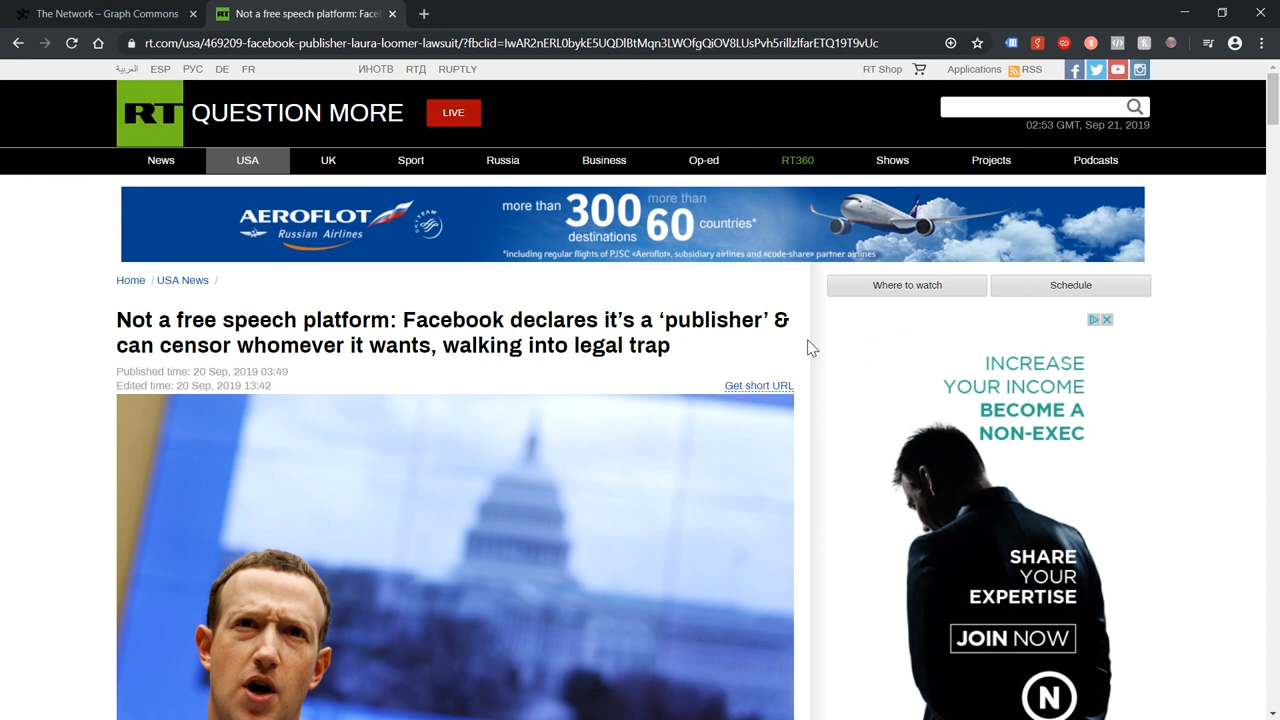 The Network – Graph Commons
Not a free speech platform: Face
rt.com/usa/469209-facebook-publisher-laura-loomer-lawsuit/?fbclid=IwAR2nERL0bykE5UQDlBtMqn3LWOfgQiOV8LUsPvh5rillzlfarETQ19T9vUc
العربية ESP РУС DE FR ИНОТВ RTД RUPTLY RT Shop Applications RSS
RT QUESTION MORE LIVE
02:53 GMT, Sep 21, 2019
News USA UK Sport Russia Business Op-ed RT360 Shows Projects Podcasts
AEROFLOT
Russian Airlines
SKYTEAM
more than 300 destinations
more than 60 countries*
*including regular flights of PJSC «Aeroflot», subsidiary airlines and «code-share» partner airlines
Home / USA News /
Where to watch Schedule
Not a free speech platform: Facebook declares it’s a ‘publisher’ &
can censor whomever it wants, walking into legal trap
Published time: 20 Sep, 2019 03:49
Edited time: 20 Sep, 2019 13:42
Get short URL
INCREASE
YOUR INCOME
BECOME A
NON-EXEC
SHARE
YOUR
EXPERTISE
JOIN NOW
N